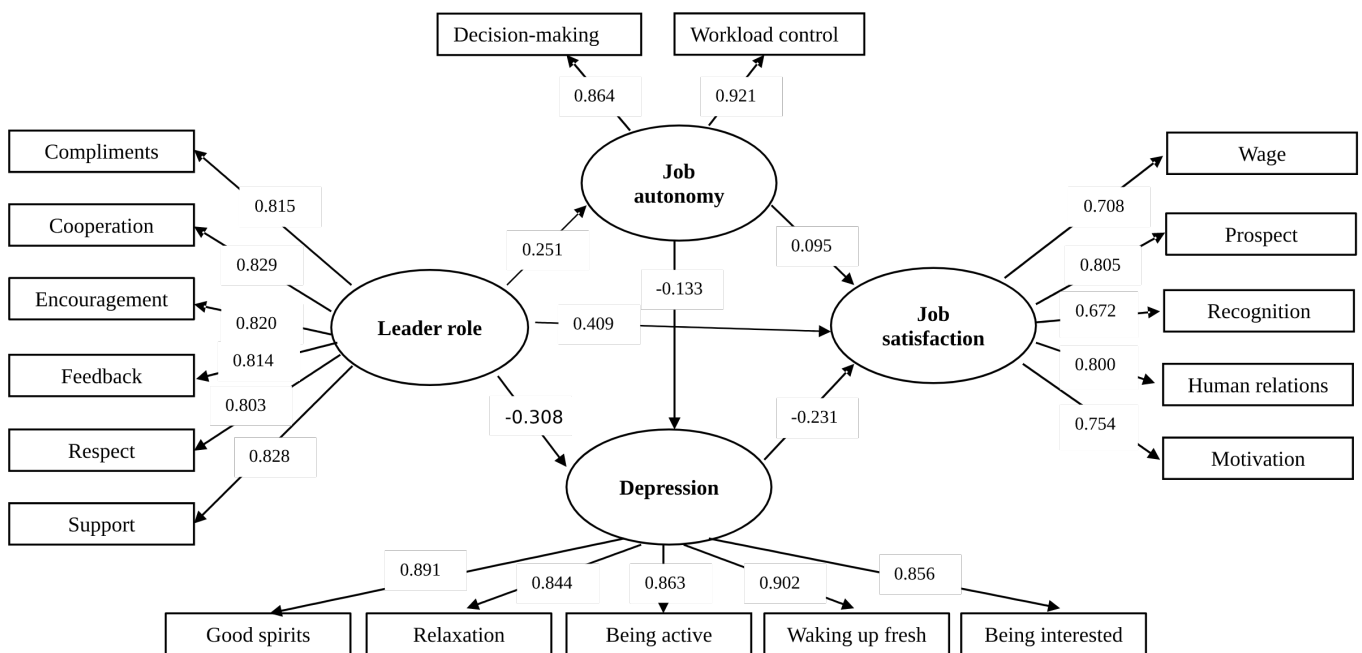 Decision-making
Workload control
0.864
0.921
Compliments
Job
autonomy
Wage
0.815
0.708
Cooperation
0.829
0.251
0.095
0.805
Prospect
Encouragement
0.820
-0.133
0.672
Recognition
Leader role
0.409
Job
satisfaction
Feedback
0.814
0.800
Human relations
0.803
-0.308
-0.231
0.754
Respect
0.828
Motivation
Depression
Support
0.891
0.844
0.863
0.902
0.856
Good spirits
Relaxation
Being active
Waking up fresh
Being interested